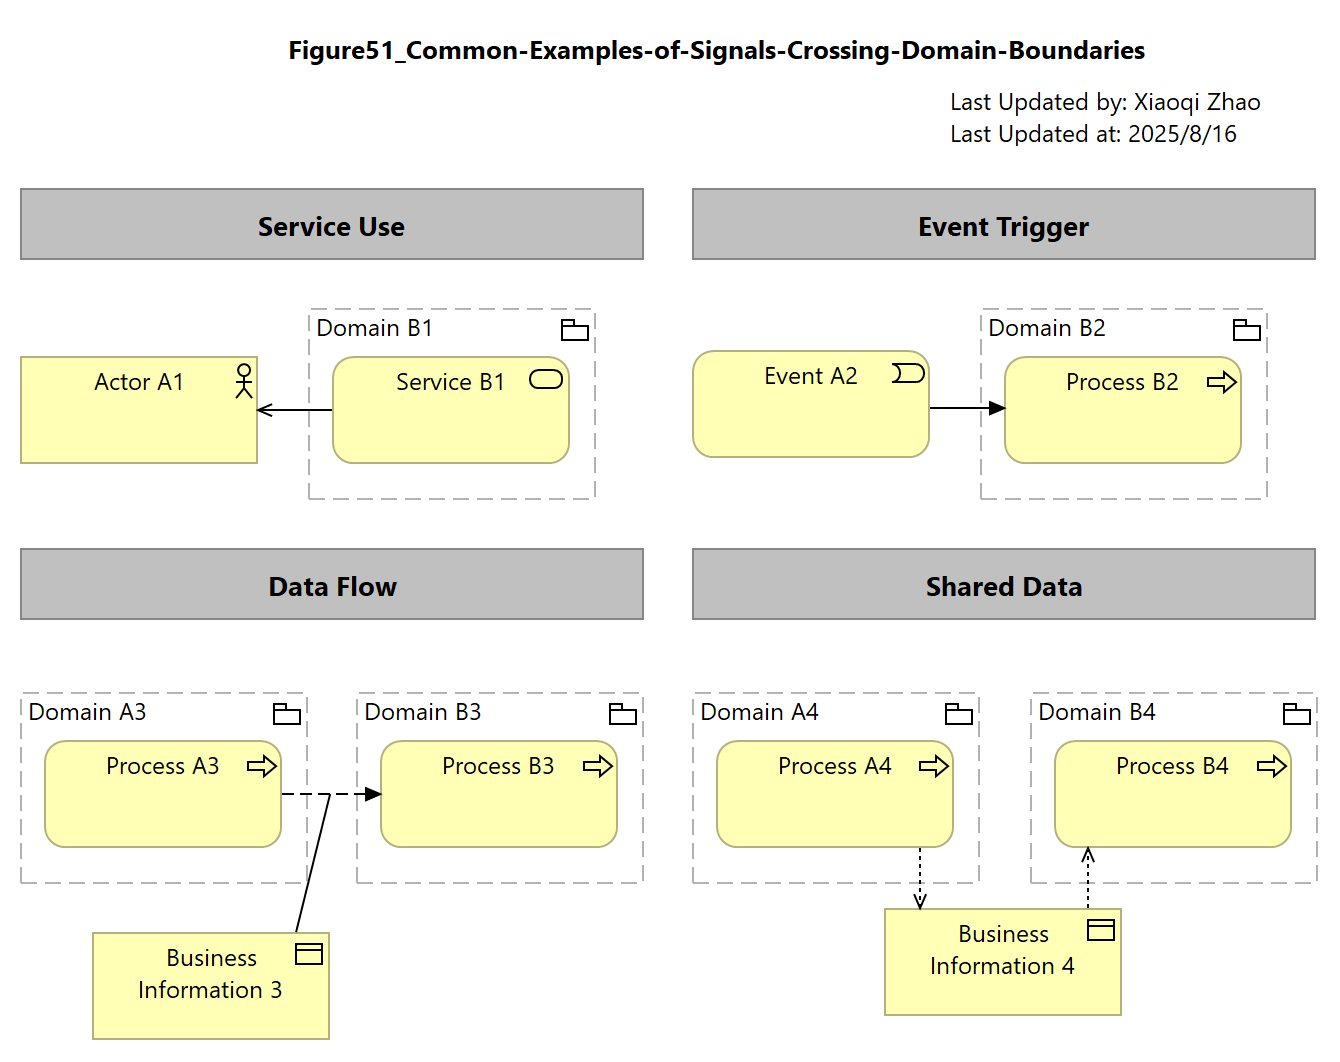 Figure51_Common-Examples-of-Signals-Crossing-Domain-Boundaries
Last Updated by: Xiaoqi Zhao
Last Updated at: 2025/8/16
Service Use
Event Trigger
Domain B1
Actor A1
Service B1
Domain B2
Event A2
Process B2
Data Flow
Shared Data
Domain A3
Process A3
Domain B3
Process B3
Business
Information 3
Domain A4
Process A4
Domain B4
Process B4
Business
Information 4